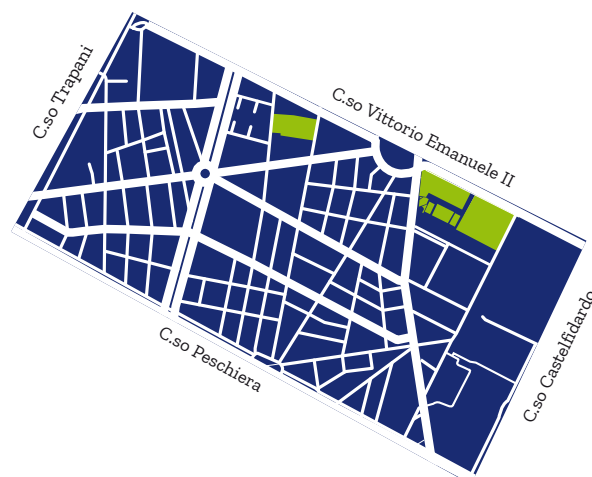 C.so Trapani
C.so Vittorio Emanuele II
C.so Peschiera
C.so Castelfidardo